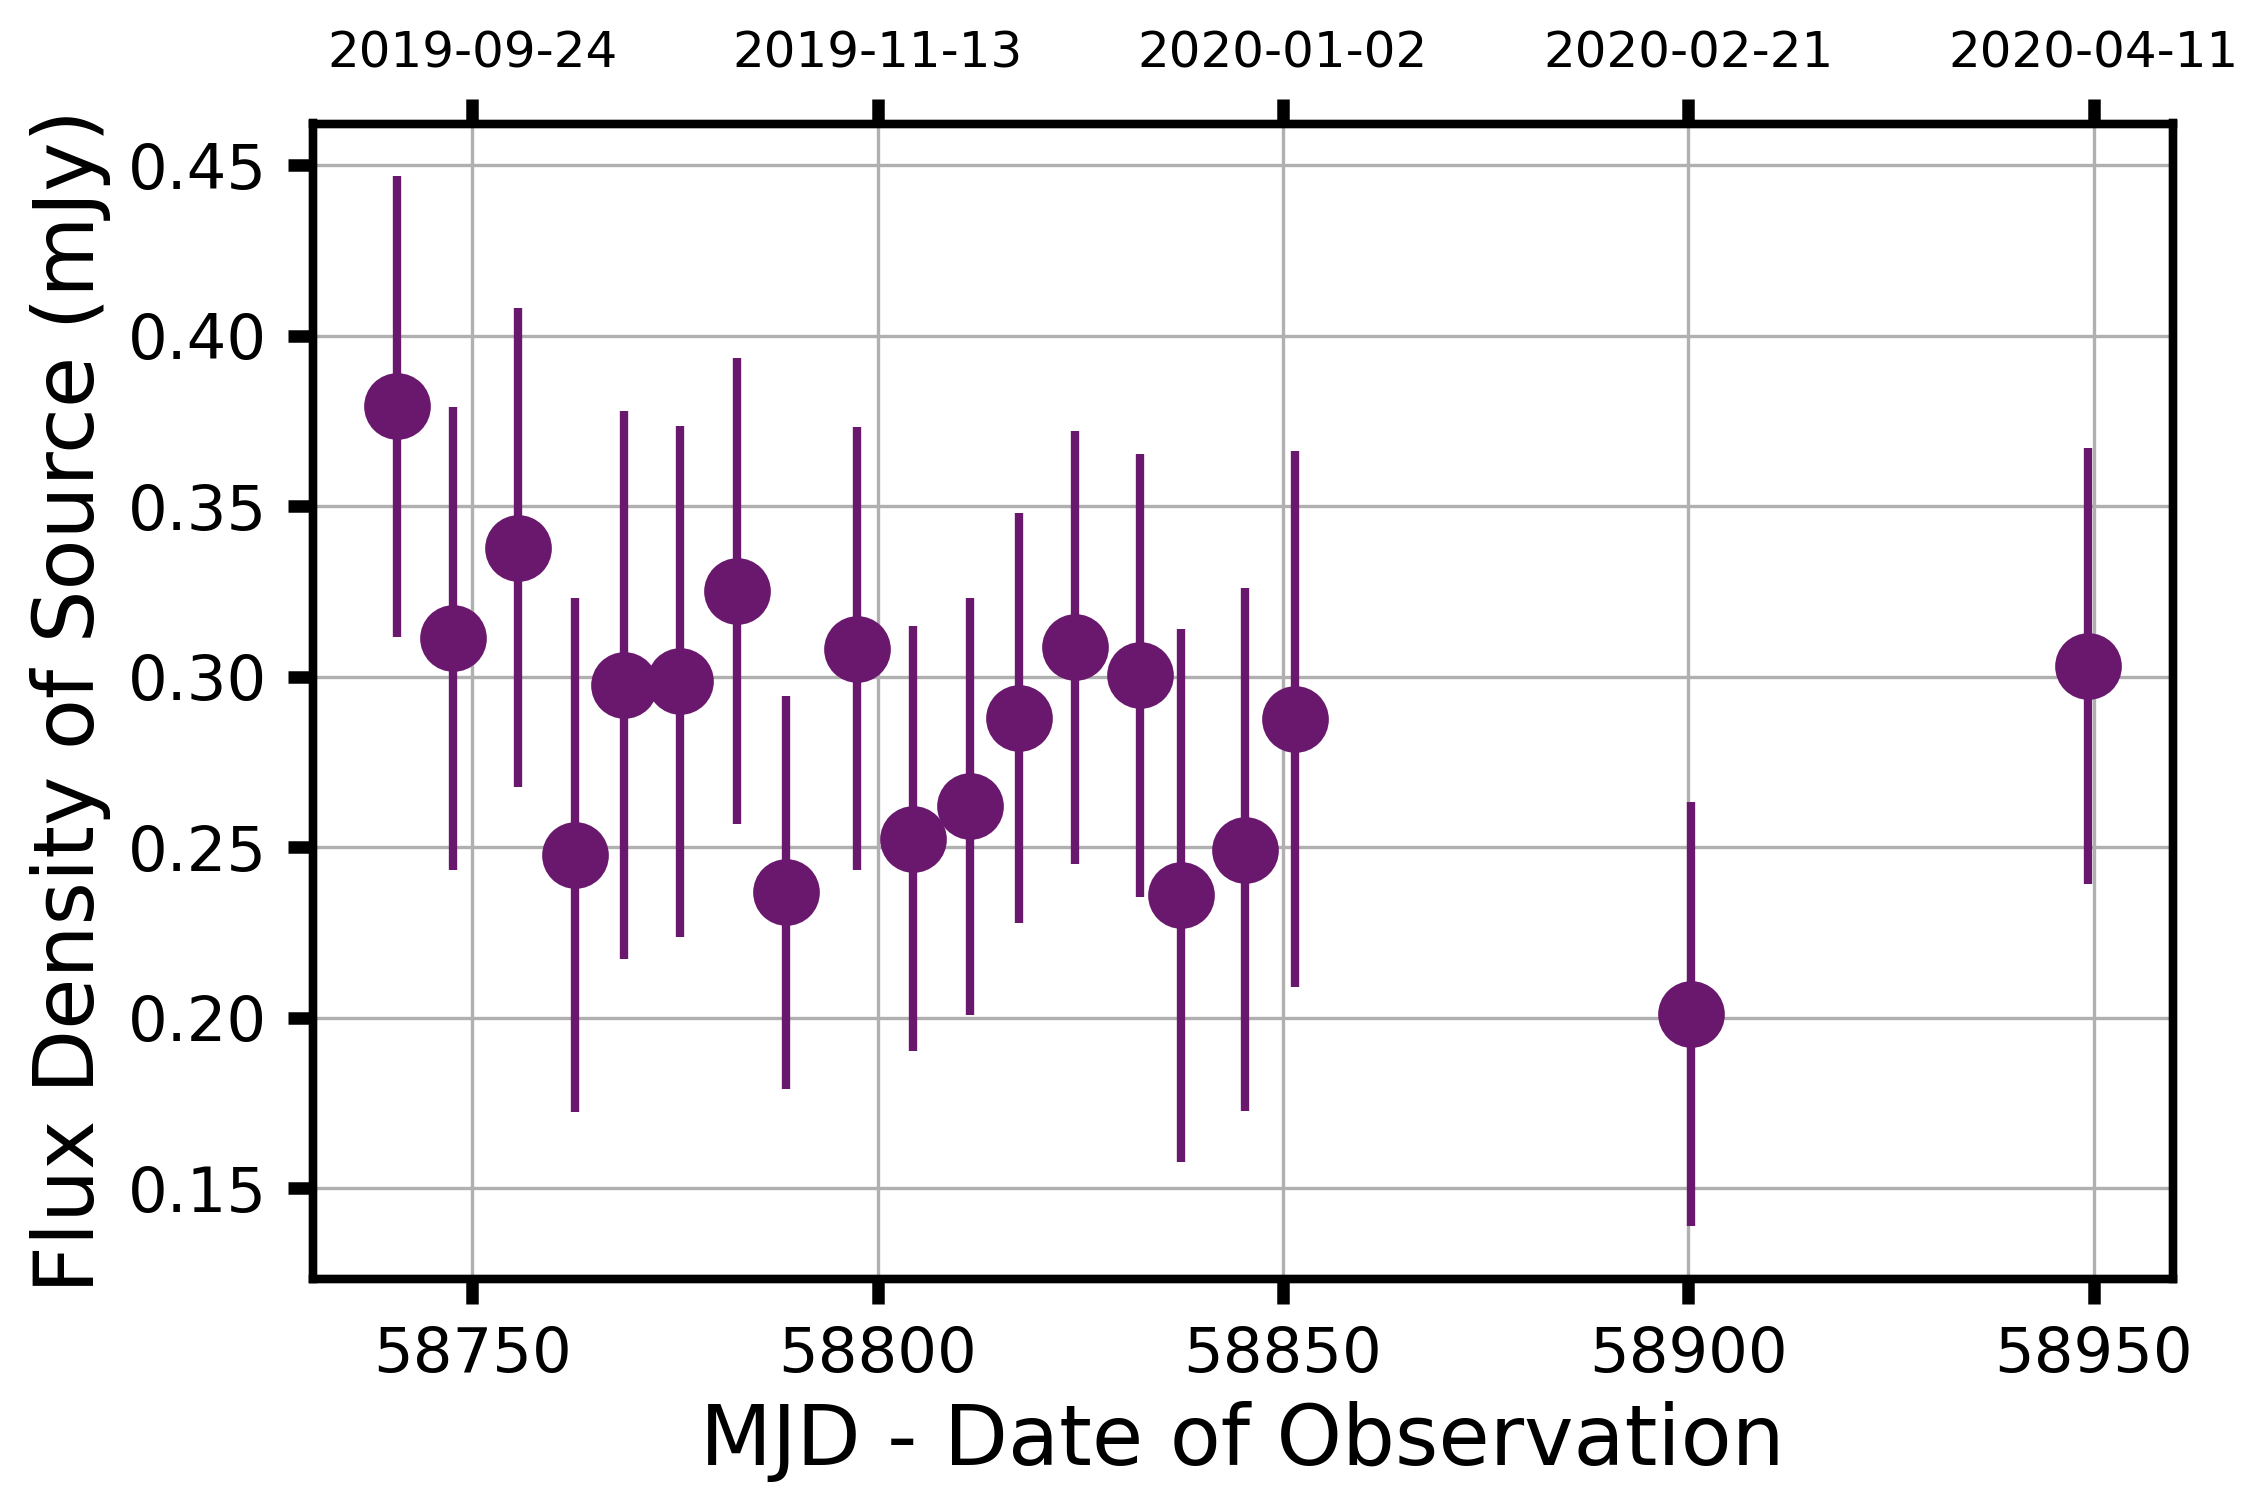 2019-09-24 2019-11-13 2020-01-02 2020-02-21 2020-04-11
Flux Density of Source (mJy)
0.45
0.40
0.35
0.30
0.25
0.20
0.15
58750 58800 58850 58900 58950
MJD - Date of Observation